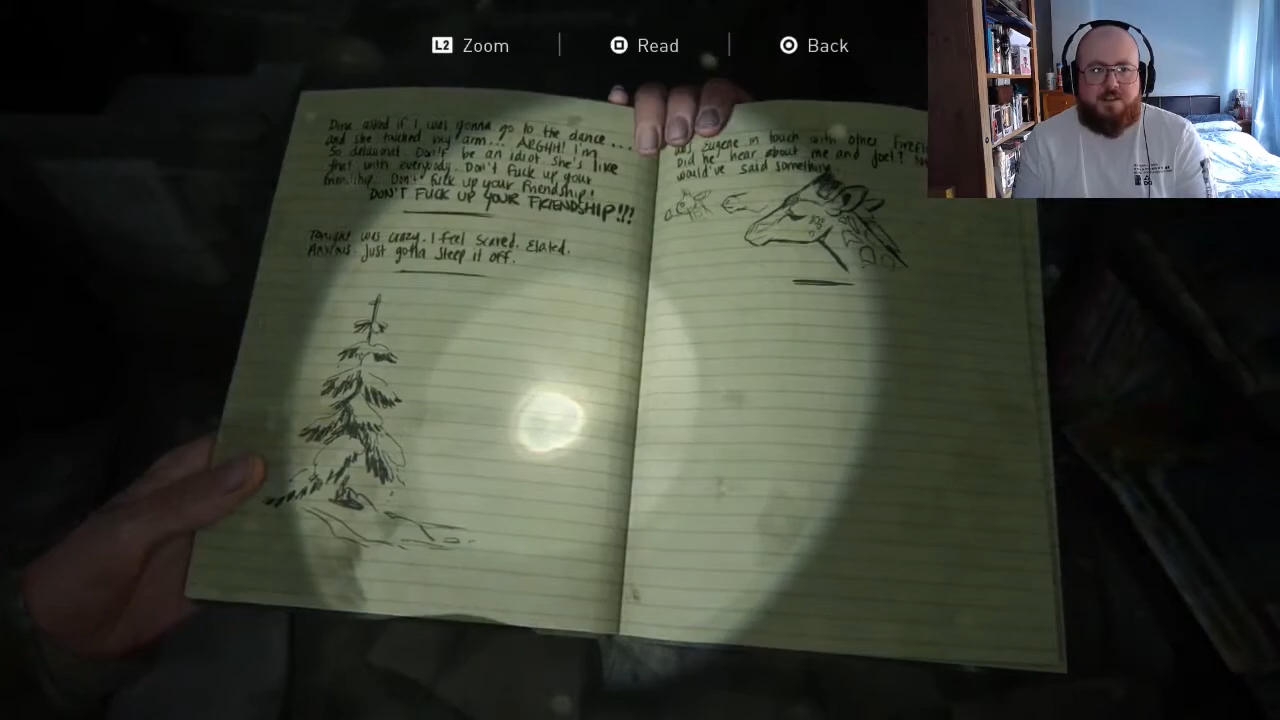 L2 Zoom
Read
Back
Dina asked if I was gonna go to the dance...
and she touched my arm... ARGHH! I'm
so delusional. Don't be an idiot. She's like
that with everybody. Don't fuck up your
friendship. Don't fuck up your friendship!
DON'T FUCK UP YOUR FRIENDSHIP!!!
Tonight was crazy. I feel scared. Elated.
Anxious. Just gotta sleep it off.
Was Eugene in touch with other
Did he hear about me and Joel?
would've said something.